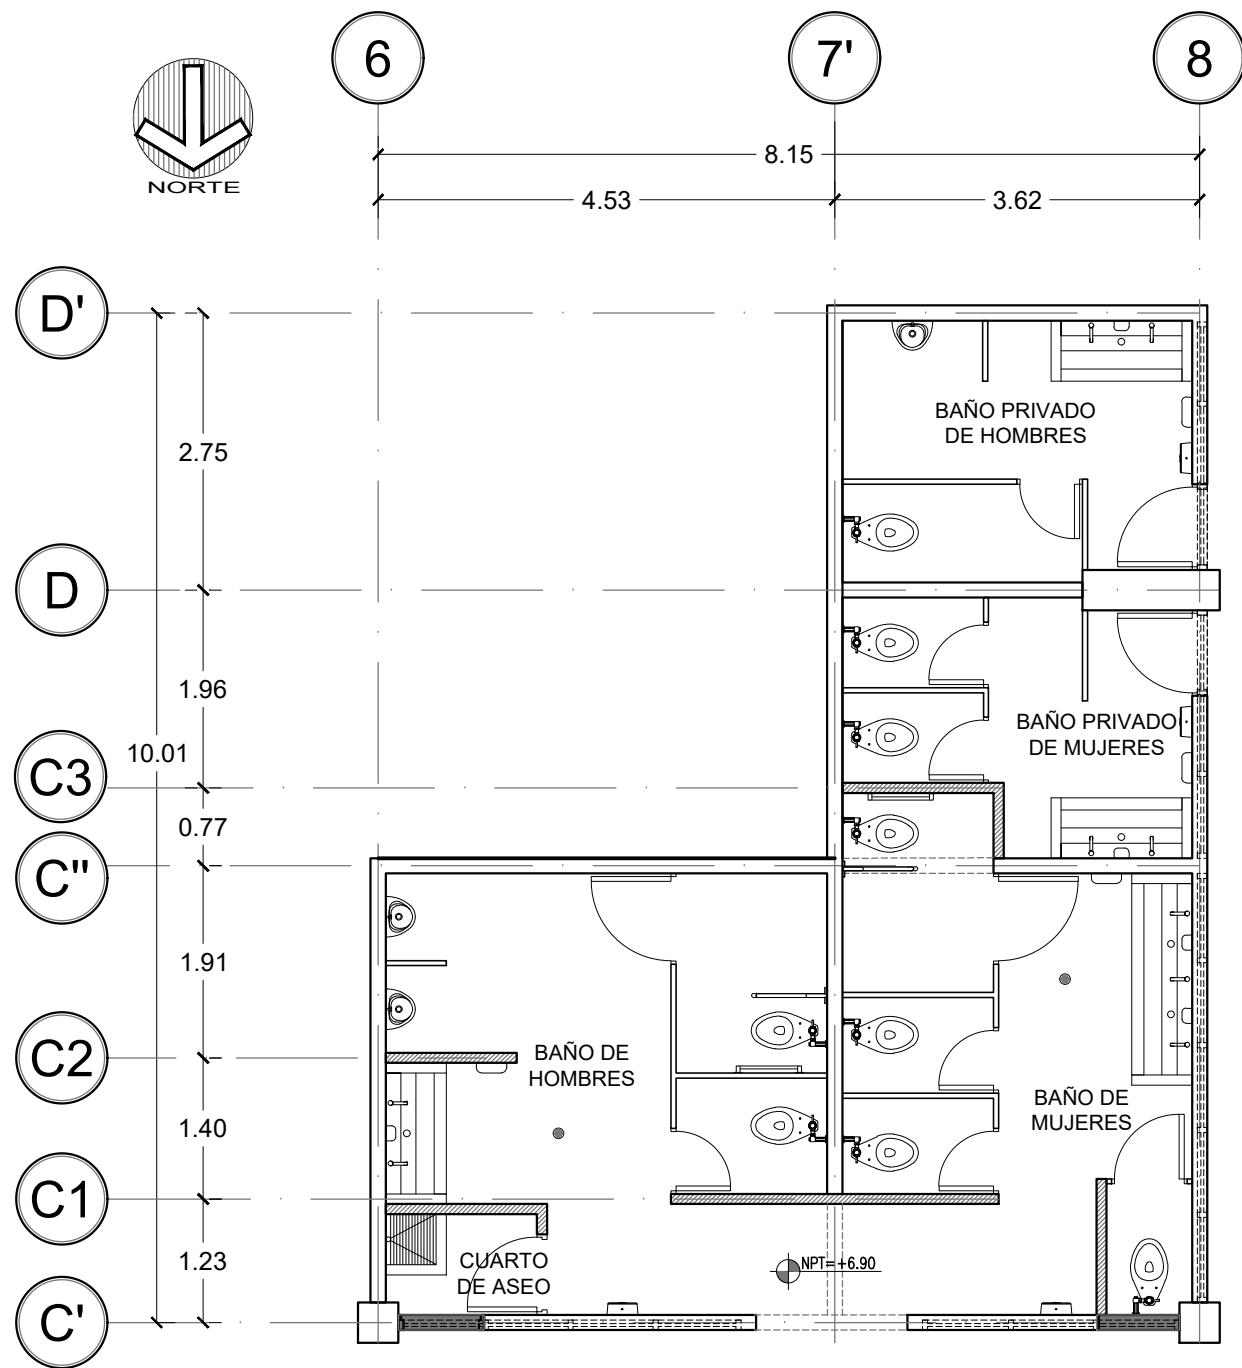 6
7'
8
NORTE
8.15
4.53
3.62
D'
2.75
BAÑO PRIVADO
DE HOMBRES
D
1.96
BAÑO PRIVADO
DE MUJERES
10.01
C3
0.77
C"
1.91
C2
BAÑO DE
HOMBRES
1.40
BAÑO DE
MUJERES
C1
1.23
CUARTO
DE ASEO
NPT=+6.90
C'